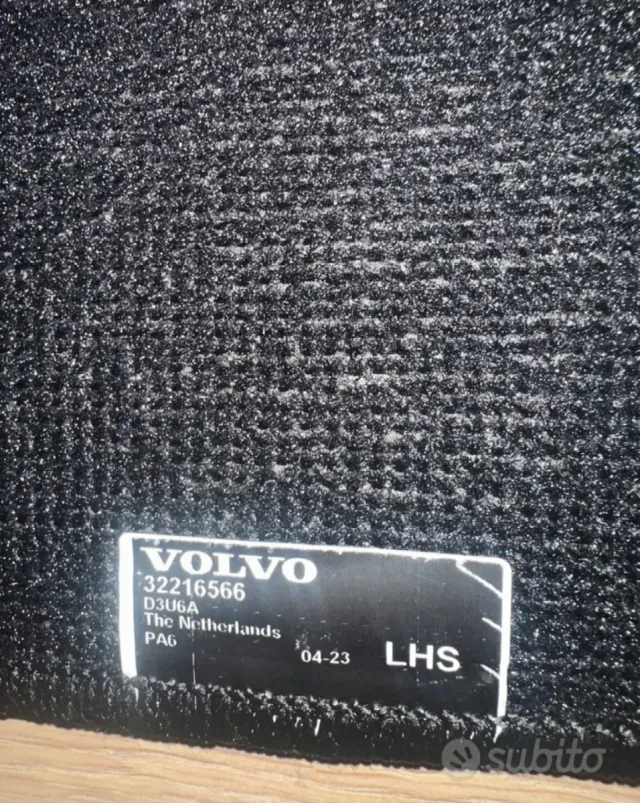 VOLVO
32216566
D3U6A
The Netherlands
PA6
04-23 LHS
subito